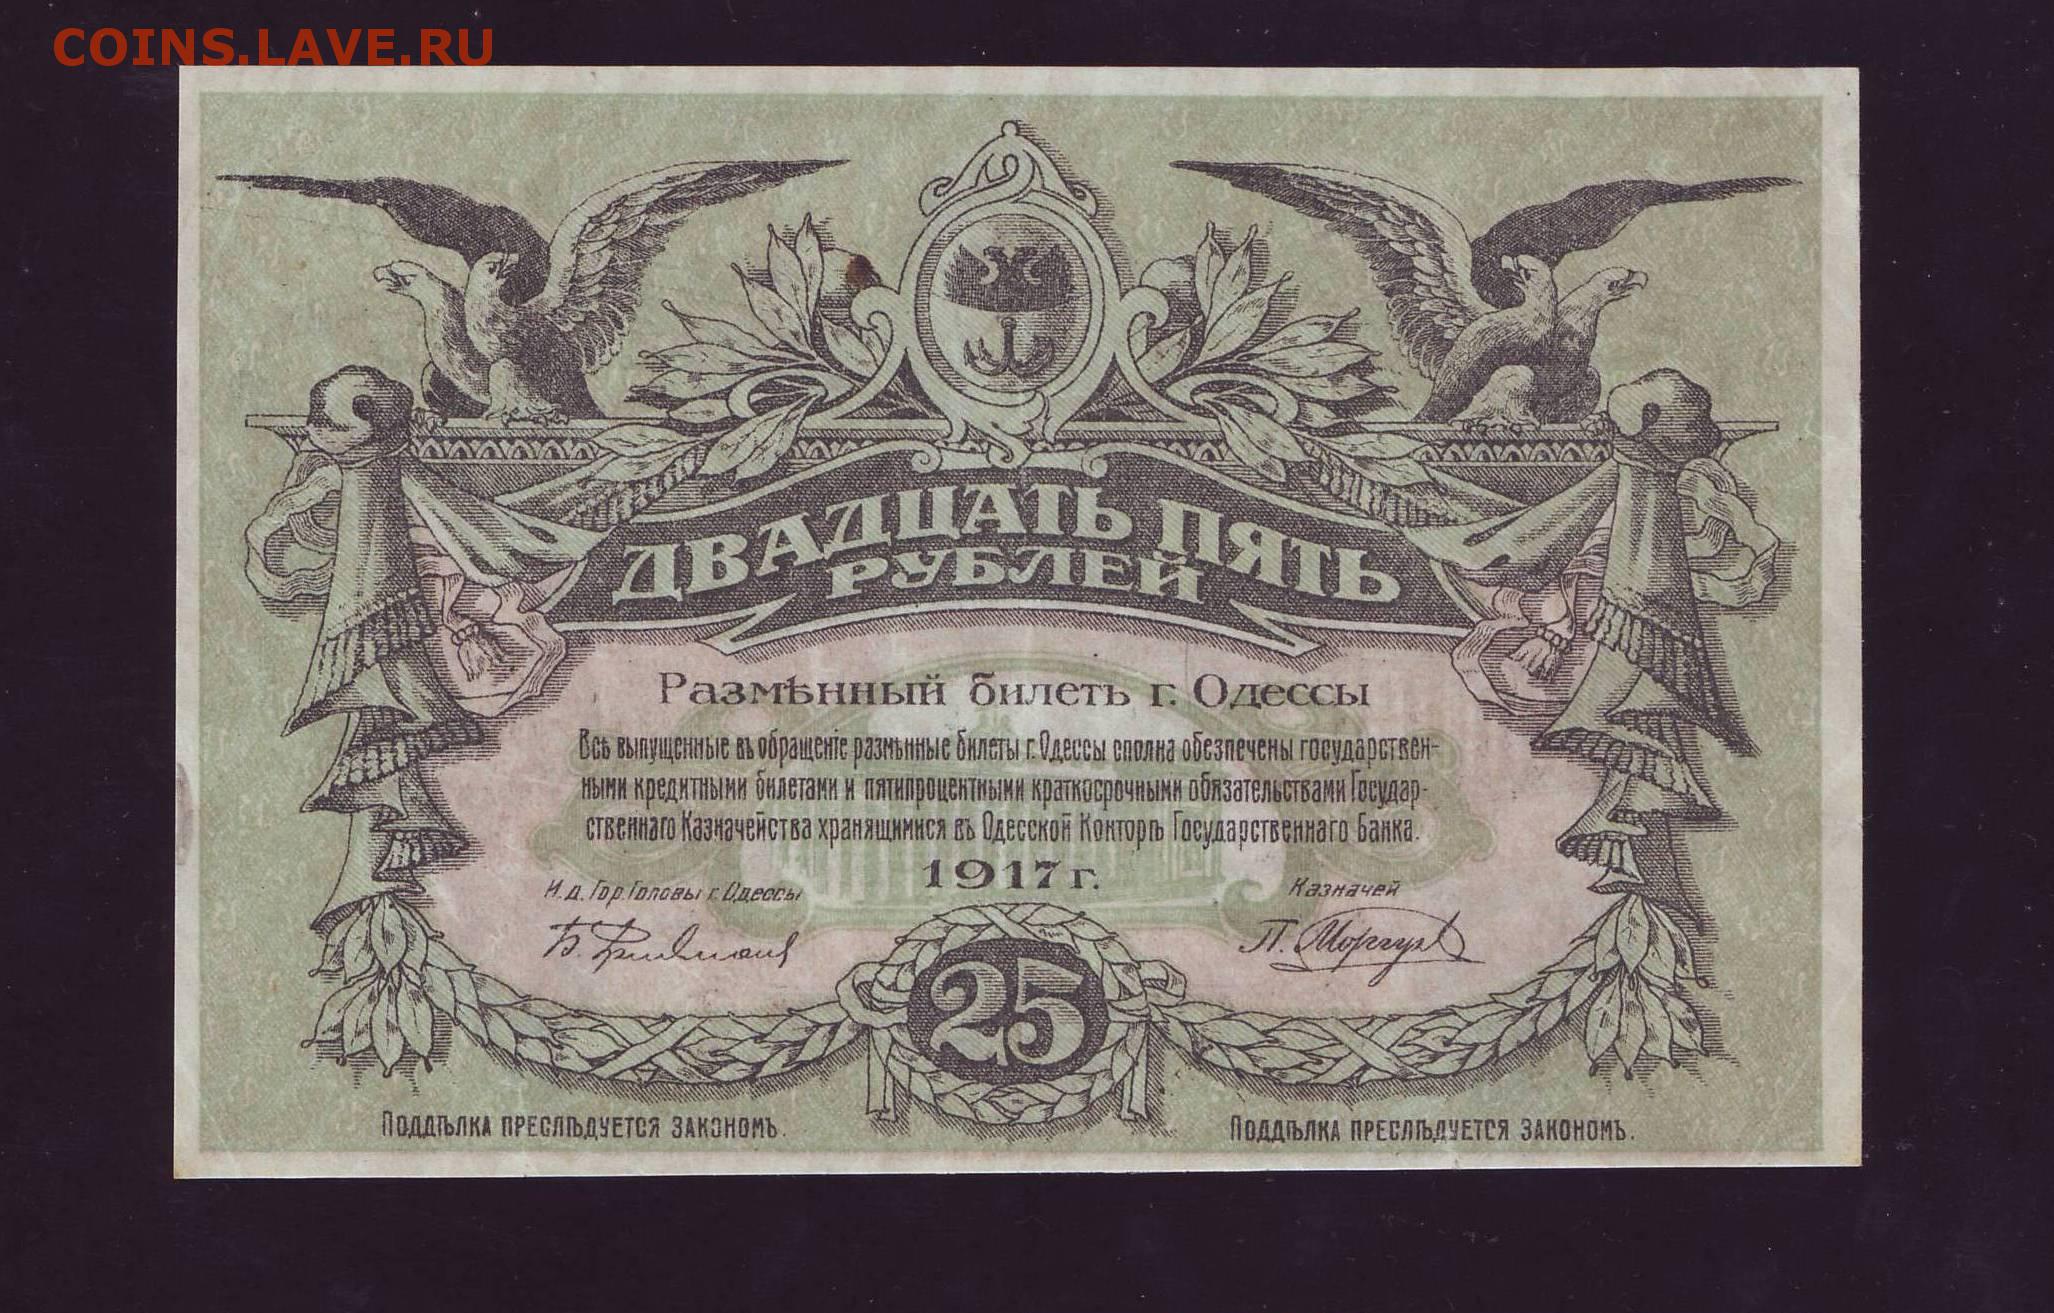 COINS.LAVE.RU
ДВАДЦАТЬ ПЯТЬ
РУБЛЕЙ
Размѣнный билетъ г. Одессы
Всѣ выпущенные въ обращенiе размѣнные билеты г. Одессы сполна обезпечены государствен-
ными кредитными билетами и пятипроцентными краткосрочными обязательствами Государ-
ственнаго Казначейства хранящимися въ Одесской Конторѣ Государственнаго Банка.
1917 г.
И.д. Гор. Головы г. Одессы
Казначей
П. Моргун
25
Поддѣлка преслѣдуется закономъ.
Поддѣлка преслѣдуется закономъ.